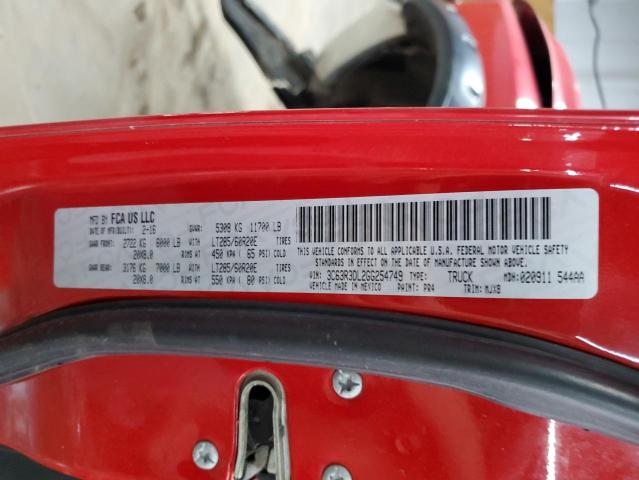 MFD BY FCA US LLC
DATE OF MFR(BUILT): 2-16 GVWR: 5308 KG 11700 LB
GAWR FRONT: 2722 KG 6000 LB WITH LT285/60R20E TIRES
20X8.0 RIMS AT 450 KPA ( 65 PSI) COLD
GAWR REAR: 3176 KG 7000 LB WITH LT285/60R20E TIRES
20X8.0 RIMS AT 550 KPA ( 80 PSI) COLD
THIS VEHICLE CONFORMS TO ALL APPLICABLE U.S.A. FEDERAL MOTOR VEHICLE SAFETY
STANDARDS IN EFFECT ON THE DATE OF MANUFACTURE SHOWN ABOVE.
VIN: 3C63R3DL2GG254749 TYPE: TRUCK MDH: 020911 544AA
VEHICLE MADE IN MEXICO PAINT: PR4 TRIM: MJX8